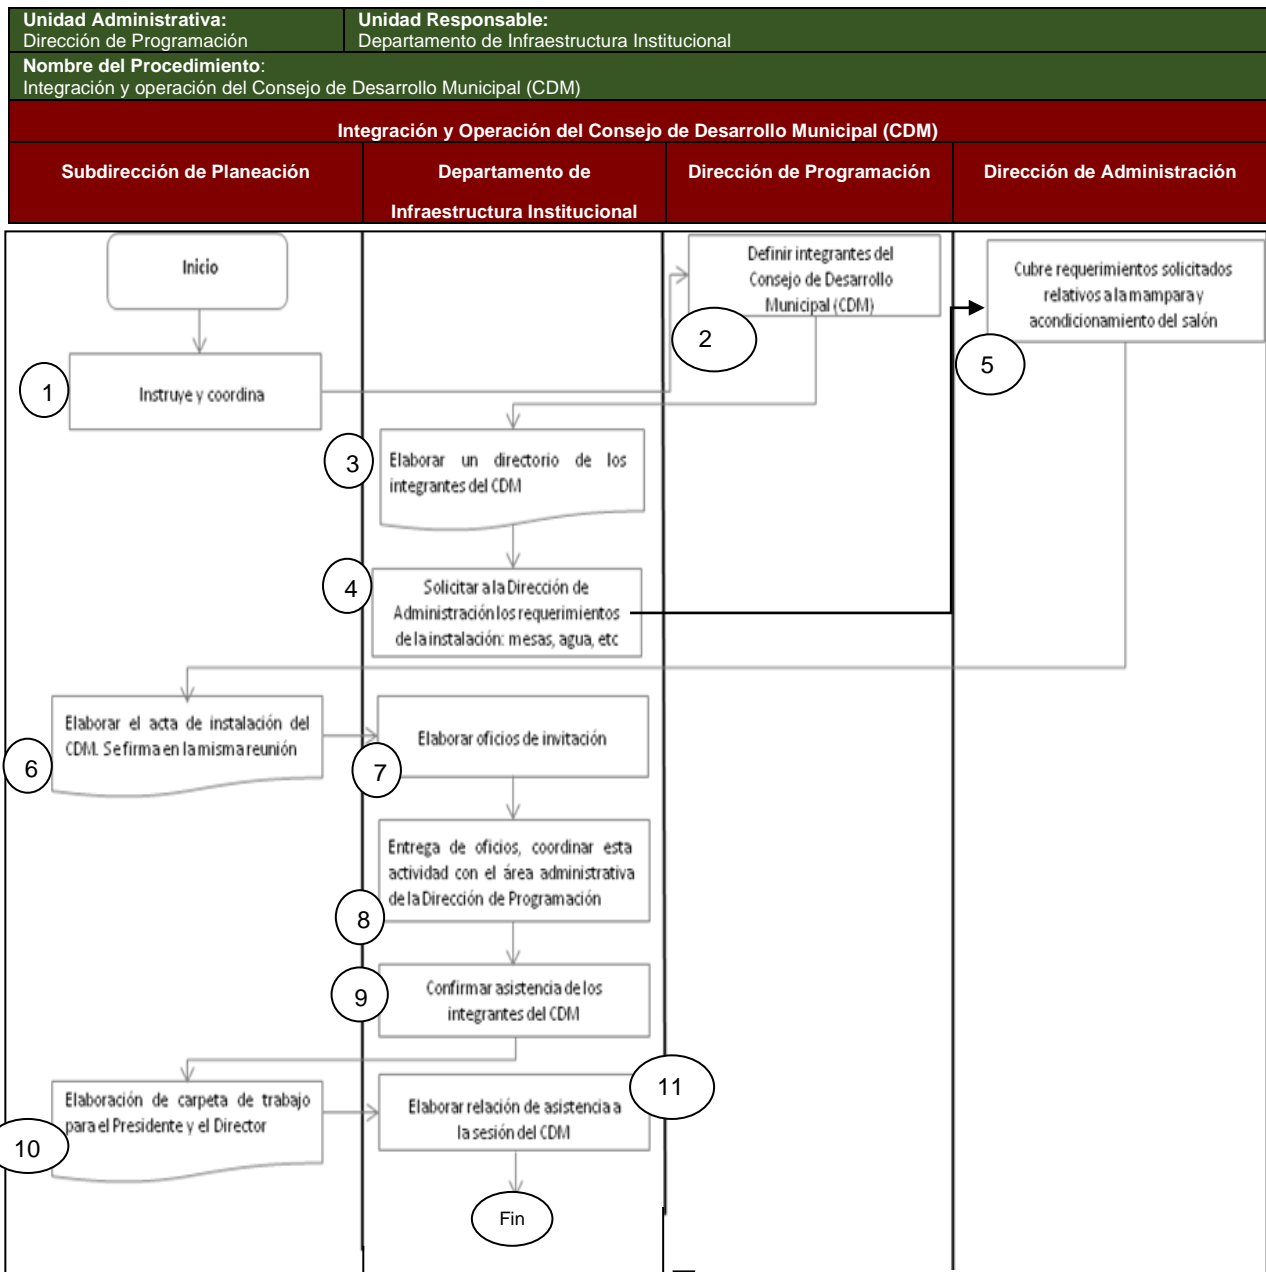 Unidad Administrativa:
Dirección de Programación
Unidad Responsable:
Departamento de Infraestructura Institucional
Nombre del Procedimiento:
Integración y operación del Consejo de Desarrollo Municipal (CDM)
Integración y Operación del Consejo de Desarrollo Municipal (CDM)
Subdirección de Planeación
Departamento de
Infraestructura Institucional
Dirección de Programación
Dirección de Administración
Inicio
1
Instruye y coordina
Definir integrantes del
Consejo de Desarrollo
Municipal (CDM)
2
3
Elaborar un directorio de los
integrantes del CDM
4
Solicitar a la Dirección de
Administración los requerimientos
de la instalación: mesas, agua, etc
Cubre requerimientos solicitados
relativos a la mampara y
acondicionamiento del salón
5
Elaborar el acta de instalación del
CDM. Se firma en la misma reunión
6
Elaborar oficios de invitación
7
Entrega de oficios, coordinar esta
actividad con el área administrativa
de la Dirección de Programación
8
Confirmar asistencia de los
integrantes del CDM
9
Elaboración de carpeta de trabajo
para el Presidente y el Director
10
Elaborar relación de asistencia a
la sesión del CDM
11
Fin